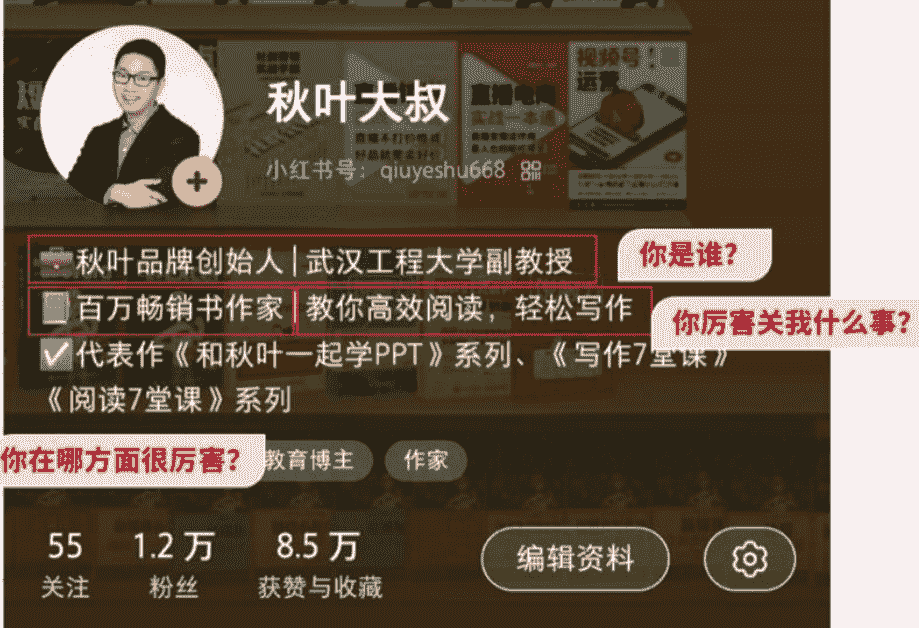 视频号
运营
秋叶大叔
小红书号：qiuyeshu668
秋叶品牌创始人|武汉工程大学副教授
你是谁？
百万畅销书作家|教你高效阅读，轻松写作
你厉害关我什么事？
代表作《和秋叶一起学PPT》系列、《写作7堂课》
《阅读7堂课》系列
你在哪方面很厉害？
教育博主
作家
55
1.2 万
8.5 万
关注
粉丝
获赞与收藏
编辑资料